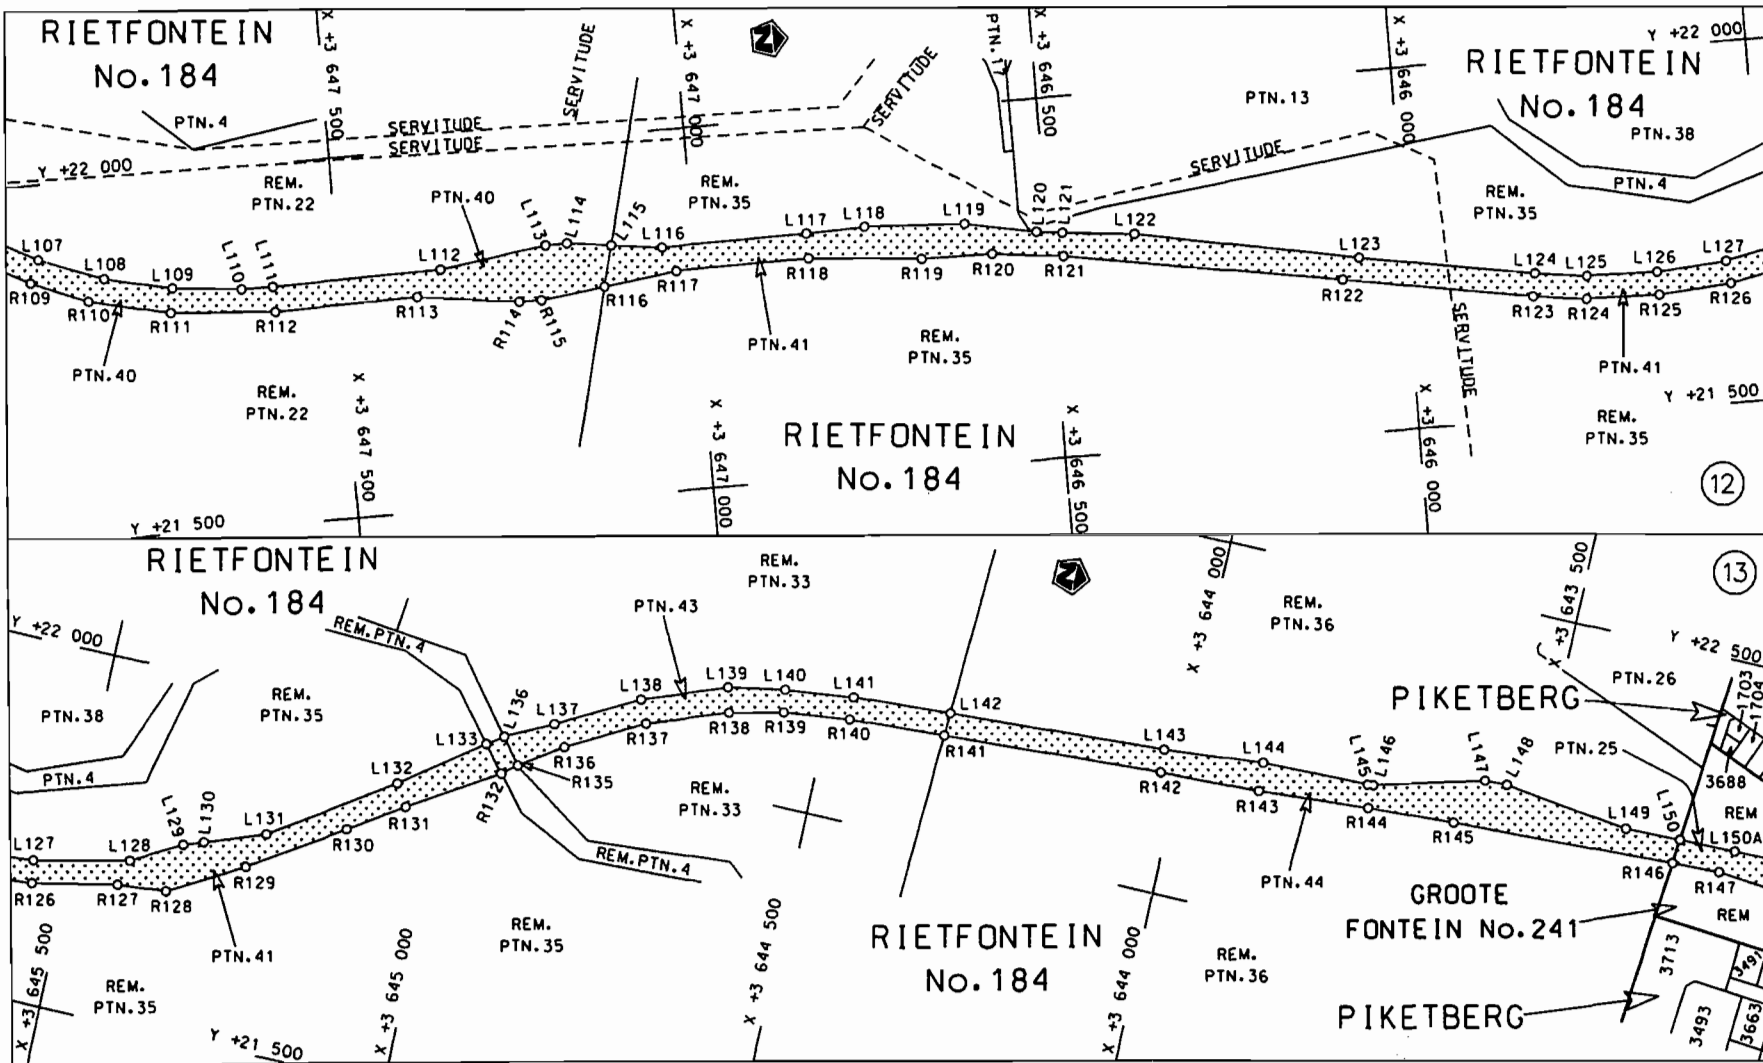 RIETFONTEIN
No.184
X +3 647 500
SERVITUDE
X +3 647 000
N
SERVITUDE
PTN.17
X +3 646 500
PTN.13
X +3 646 000
Y +22 000
RIETFONTEIN
No.184
PTN.38
PTN.4
SERVITUDE
SERVITUDE
SERVITUDE
Y +22 000
REM.
PTN.22
PTN.40
REM.
PTN.35
REM.
PTN.35
PTN.4
L107
L108
L109
L110
L111
L112
L113
L114
L115
L116
L117
L118
L119
L120
L121
L122
L123
L124
L125
L126
L127
R109
R110
R111
R112
R113
R114
R115
R116
R117
R118
R119
R120
R121
R122
R123
R124
R125
R126
PTN.40
PTN.41
REM.
PTN.35
SERVITUDE
PTN.41
REM.
PTN.22
X +3 647 500
X +3 647 000
RIETFONTEIN
No.184
X +3 646 500
X +3 646 000
Y +21 500
REM.
PTN.35
12
Y +21 500
RIETFONTEIN
No.184
REM.
PTN.33
N
X +3 644 000
X +3 643 500
13
Y +22 000
REM.PTN.4
PTN.43
REM.
PTN.36
Y +22 500
PTN.26
1703
1704
PIKETBERG
PTN.38
REM.
PTN.35
PTN.4
PTN.25
3688
REM
L127
L128
L129
L130
L131
L132
L133
L136
L137
L138
L139
L140
L141
L142
L143
L144
L145
L146
L147
L148
L149
L150
L150A
R126
R127
R128
R129
R130
R131
R132
R135
R136
R137
R138
R139
R140
R141
R142
R143
R144
R145
R146
R147
REM.
PTN.33
REM.PTN.4
PTN.44
GROOTE
FONTEIN No.241
REM
PTN.41
REM.
PTN.35
X +3 645 500
REM.
PTN.35
X +3 645 000
Y +21 500
X +3 644 500
RIETFONTEIN
No.184
X +3 644 000
REM.
PTN.36
PIKETBERG
3713
3493
3663